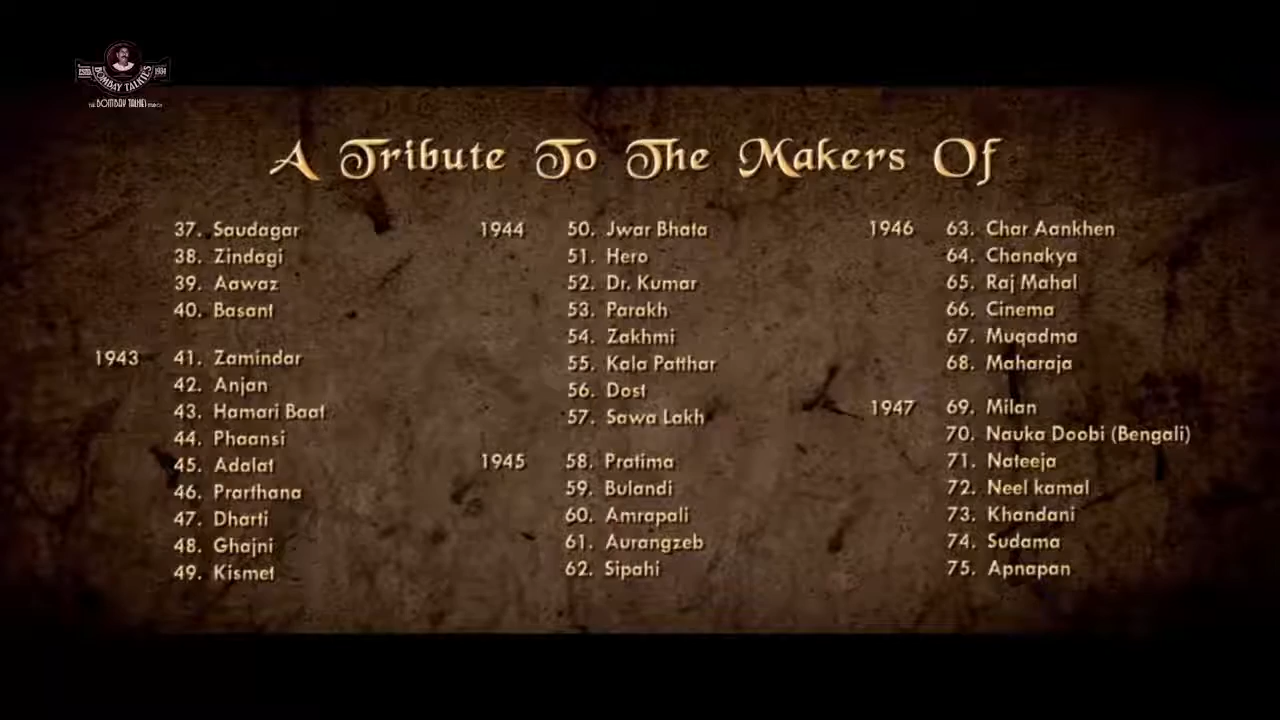 BOMBAY TALKIES
THE BOMBAY TALKIES
A Tribute To The Makers Of
37. Saudagar
38. Zindagi
39. Aawaz
40. Basant
1943 41. Zamindar
42. Anjan
43. Hamari Baat
44. Phaansi
45. Adalat
46. Prarthana
47. Dharti
48. Ghajni
49. Kismet
1944 50. Jwar Bhata
51. Hero
52. Dr. Kumar
53. Parakh
54. Zakhmi
55. Kala Patthar
56. Dost
57. Sawa Lakh
1945 58. Pratima
59. Bulandi
60. Amrapali
61. Aurangzeb
62. Sipahi
1946 63. Char Aankhen
64. Chanakya
65. Raj Mahal
66. Cinema
67. Muqadma
68. Maharaja
1947 69. Milan
70. Nauka Doobi (Bengali)
71. Nateeja
72. Neel kamal
73. Khandani
74. Sudama
75. Apnapan